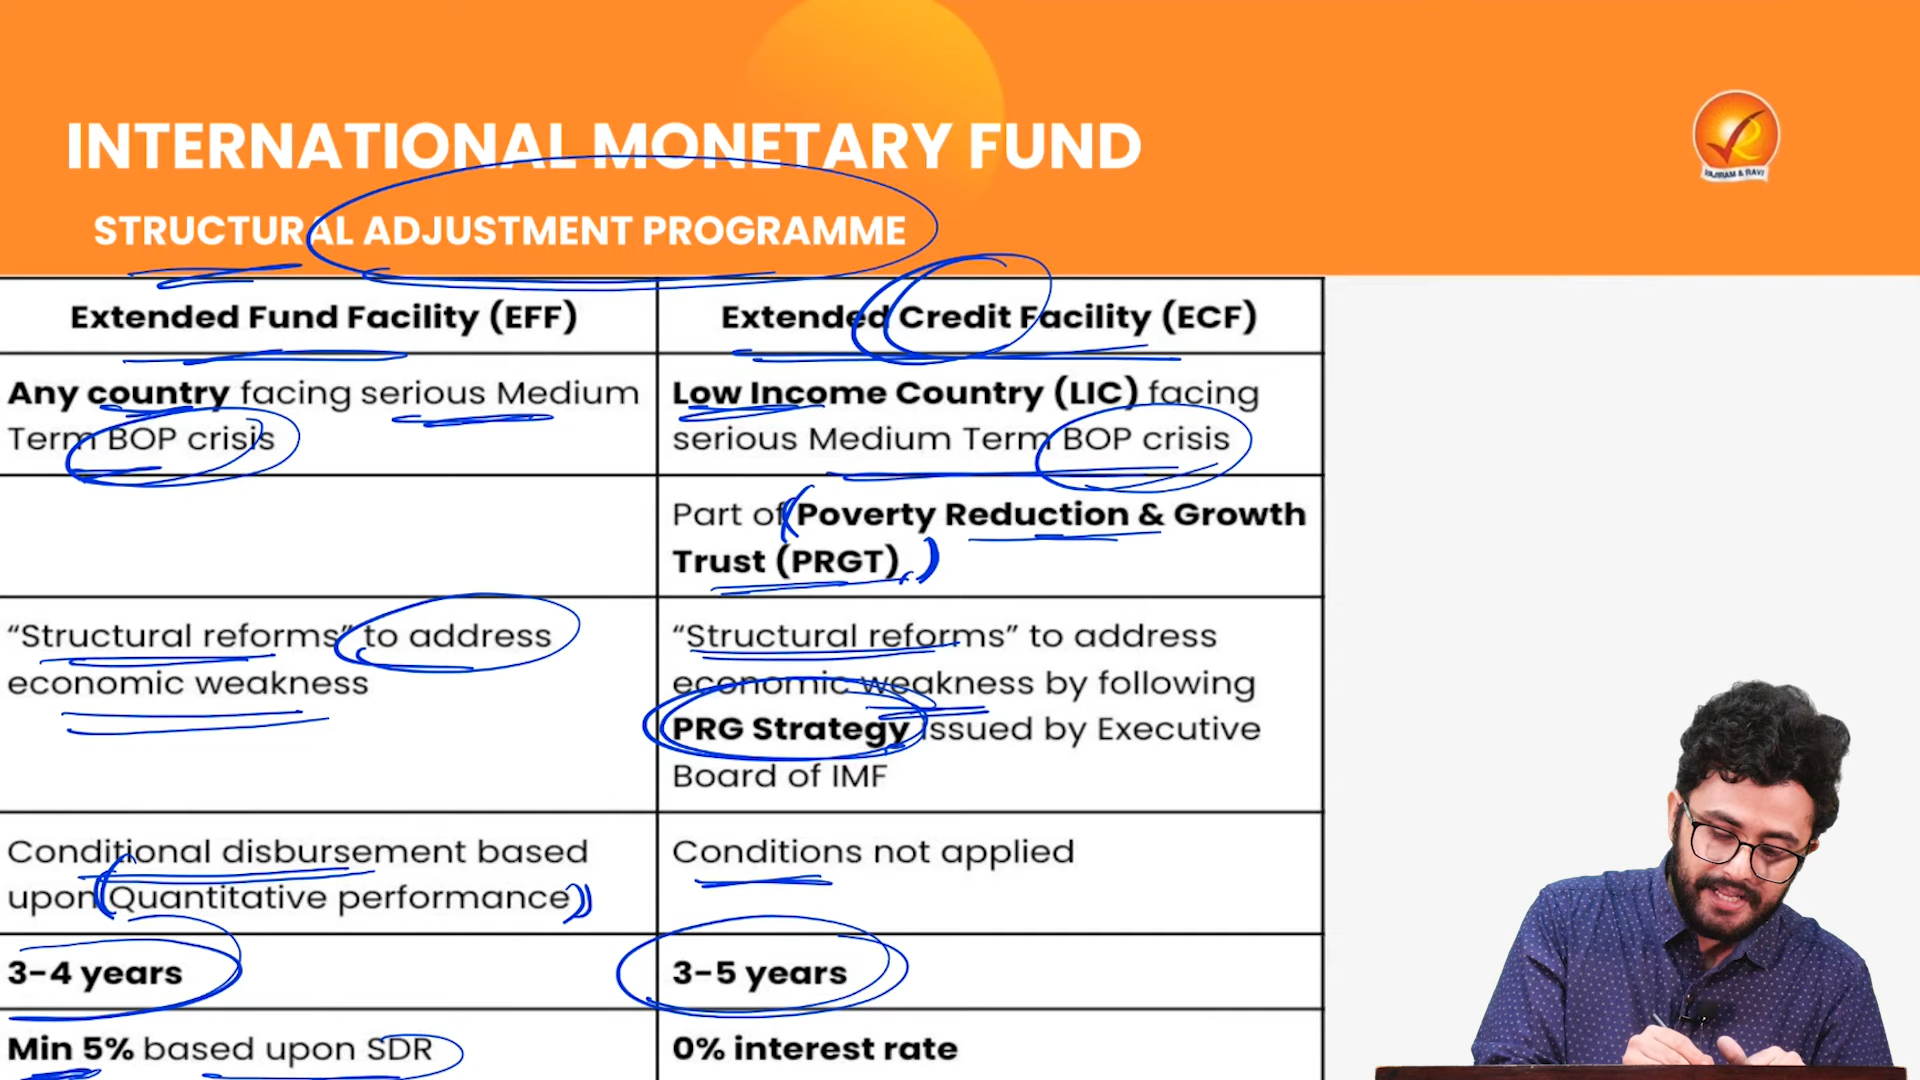 INTERNATIONAL MONETARY FUND
VAJIRAM & RAVI
STRUCTURAL ADJUSTMENT PROGRAMME
Extended Fund Facility (EFF)
Extended Credit Facility (ECF)
Any country facing serious Medium
Term BOP crisis
Low Income Country (LIC) facing
serious Medium Term BOP crisis
Part of Poverty Reduction & Growth
Trust (PRGT)
“Structural reforms” to address
economic weakness
“Structural reforms” to address
economic weakness by following
PRG Strategy issued by Executive
Board of IMF
Conditional disbursement based
upon Quantitative performance
Conditions not applied
3-4 years
3-5 years
Min 5% based upon SDR
0% interest rate